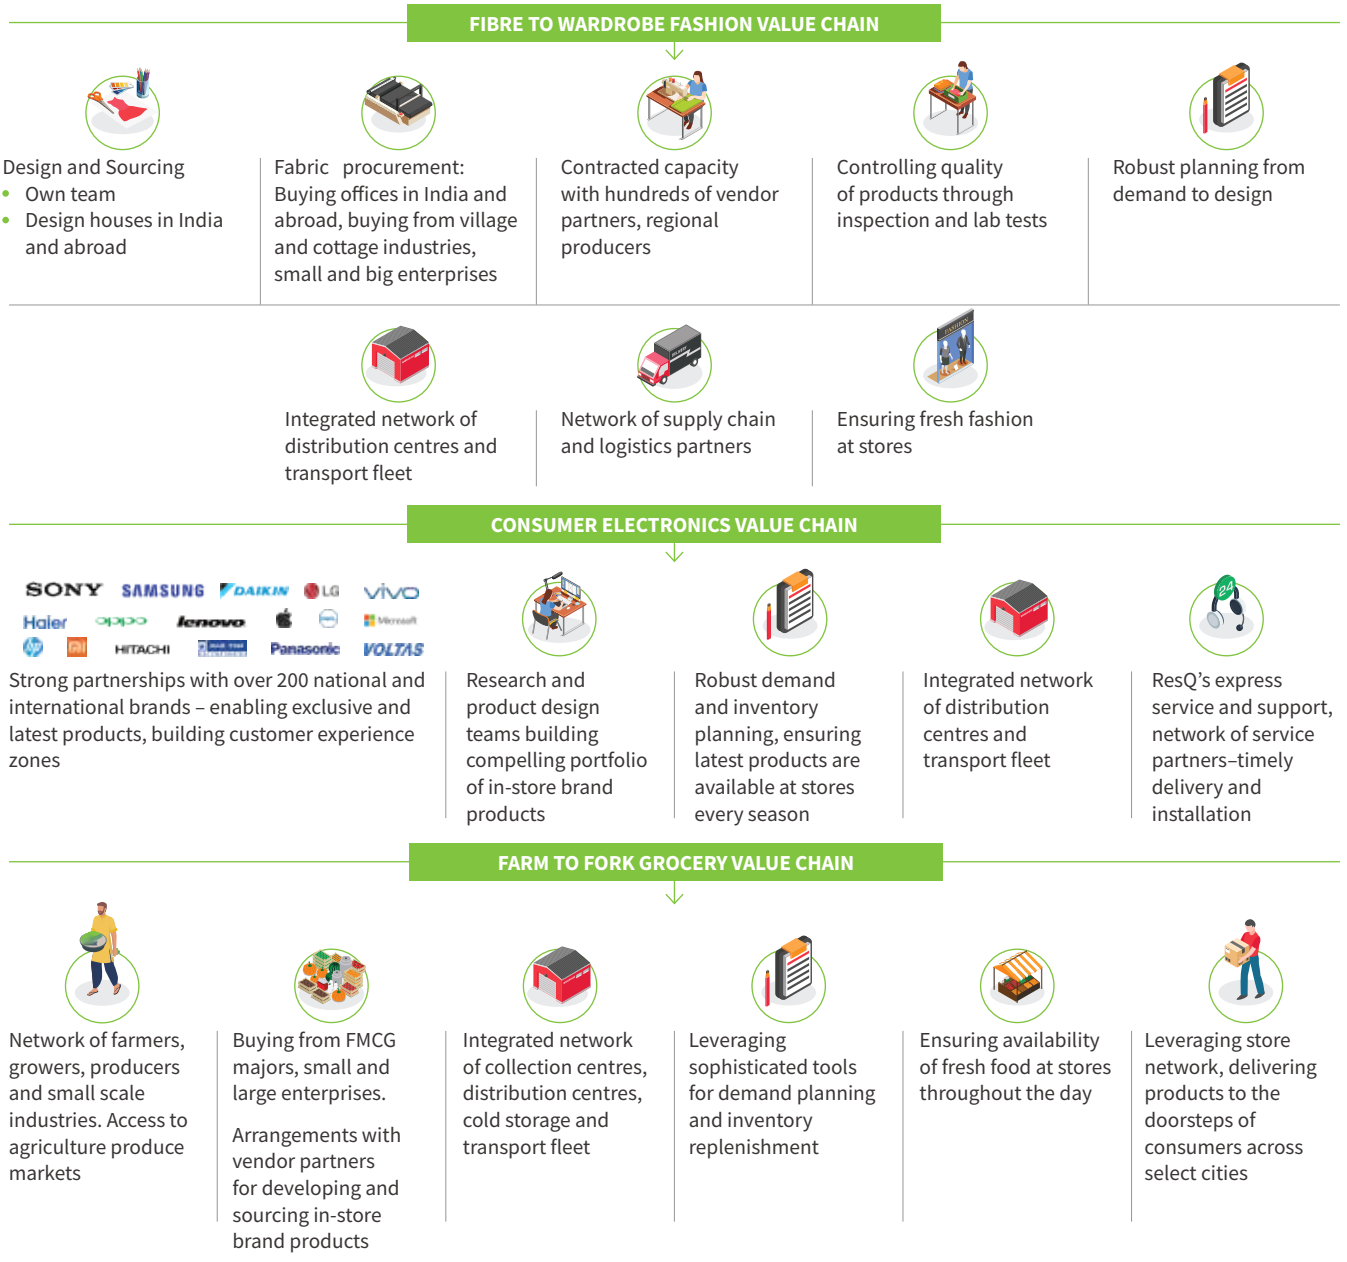 FIBRE TO WARDROBE FASHION VALUE CHAIN
Design and Sourcing
• Own team
• Design houses in India
and abroad
Fabric procurement:
Buying offices in India and
abroad, buying from village
and cottage industries,
small and big enterprises
Contracted capacity
with hundreds of vendor
partners, regional
producers
Controlling quality
of products through
inspection and lab tests
Robust planning from
demand to design
FASHION
Integrated network of
distribution centres and
transport fleet
Network of supply chain
and logistics partners
Ensuring fresh fashion
at stores
CONSUMER ELECTRONICS VALUE CHAIN
SONY SAMSUNG DAIKIN LG vivo
Haier oppo lenovo Microsoft
hp mi HITACHI Panasonic VOLTAS
Strong partnerships with over 200 national and
international brands – enabling exclusive and
latest products, building customer experience
zones
Research and
product design
teams building
compelling portfolio
of in-store brand
products
Robust demand
and inventory
planning, ensuring
latest products are
available at stores
every season
Integrated network
of distribution
centres and
transport fleet
24
ResQ's express
service and support,
network of service
partners–timely
delivery and
installation
FARM TO FORK GROCERY VALUE CHAIN
Network of farmers,
growers, producers
and small scale
industries. Access to
agriculture produce
markets
Buying from FMCG
majors, small and
large enterprises.
Arrangements with
vendor partners
for developing and
sourcing in-store
brand products
Integrated network
of collection centres,
distribution centres,
cold storage and
transport fleet
Leveraging
sophisticated tools
for demand planning
and inventory
replenishment
Ensuring availability
of fresh food at stores
throughout the day
Leveraging store
network, delivering
products to the
doorsteps of
consumers across
select cities